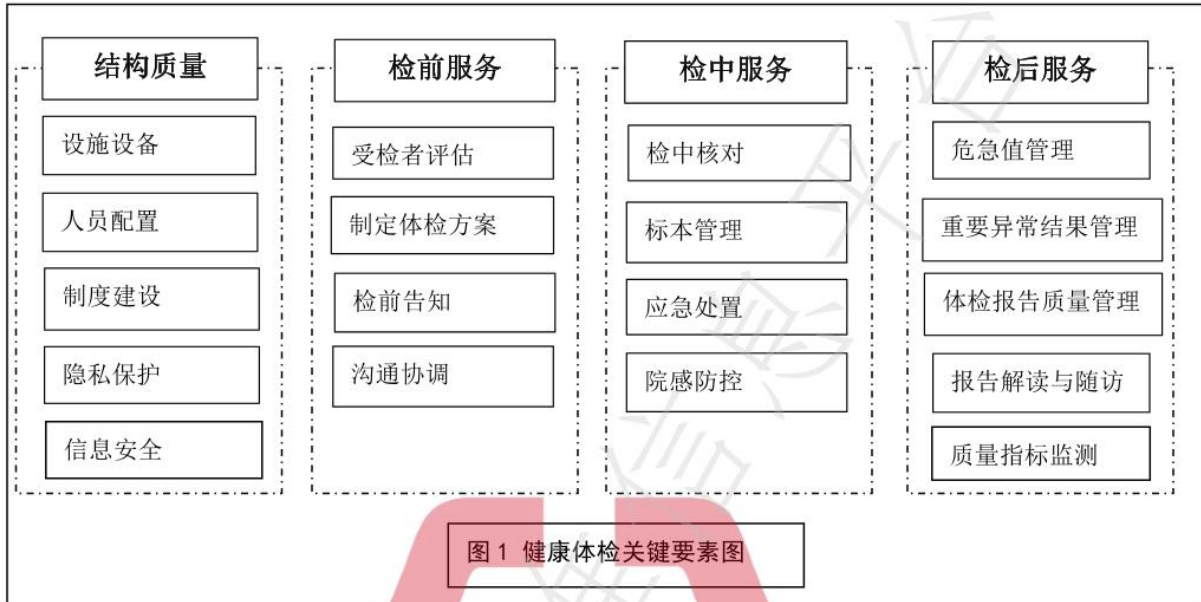 结构质量
设施设备
人员配置
制度建设
隐私保护
信息安全
检前服务
受检者评估
制定体检方案
检前告知
沟通协调
检中服务
检中核对
标本管理
应急处置
院感防控
检后服务
危急值管理
重要异常结果管理
体检报告质量管理
报告解读与随访
质量指标监测
图1 健康体检关键要素图
信息平台